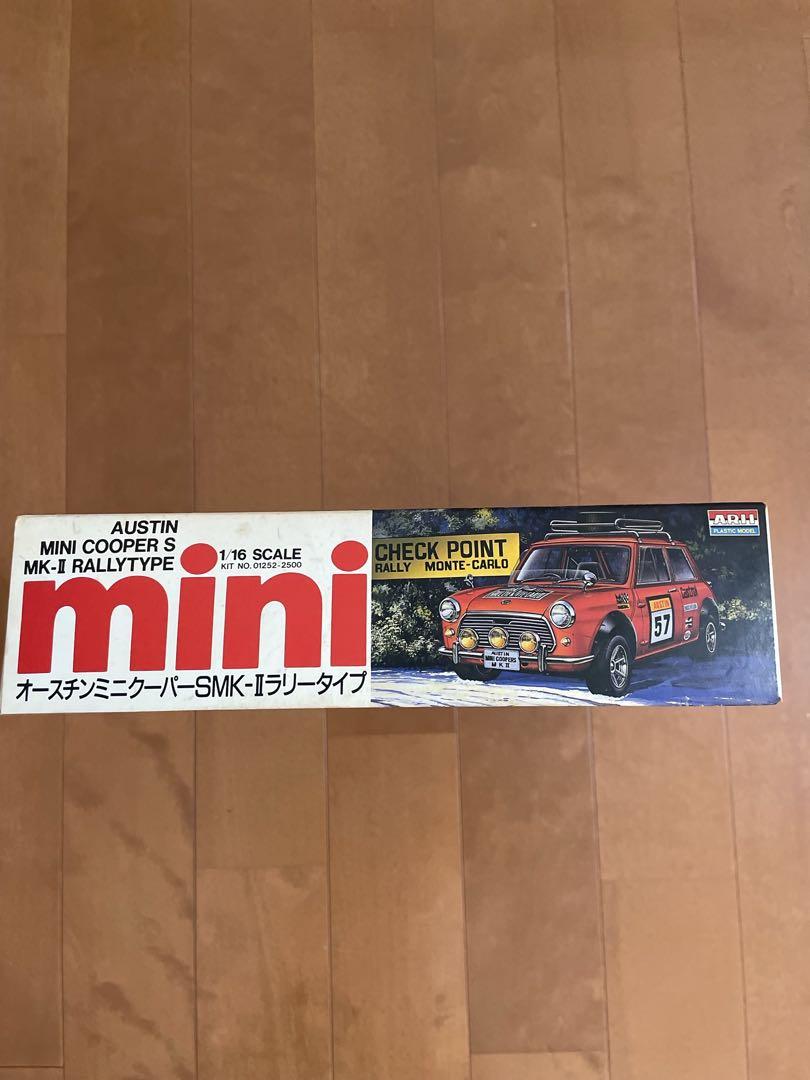 AUSTIN
MINI COOPER S
MK-II RALLYTYPE
1/16 SCALE
KIT NO. 01252-2500
mini
オースチンミニクーパーSMK-IIラリータイプ
CHECK POINT
RALLY MONTE-CARLO
ARII
PLASTIC MODEL
AUSTIN
57
Castrol
AUSTIN
MINI COOPERS
MK II